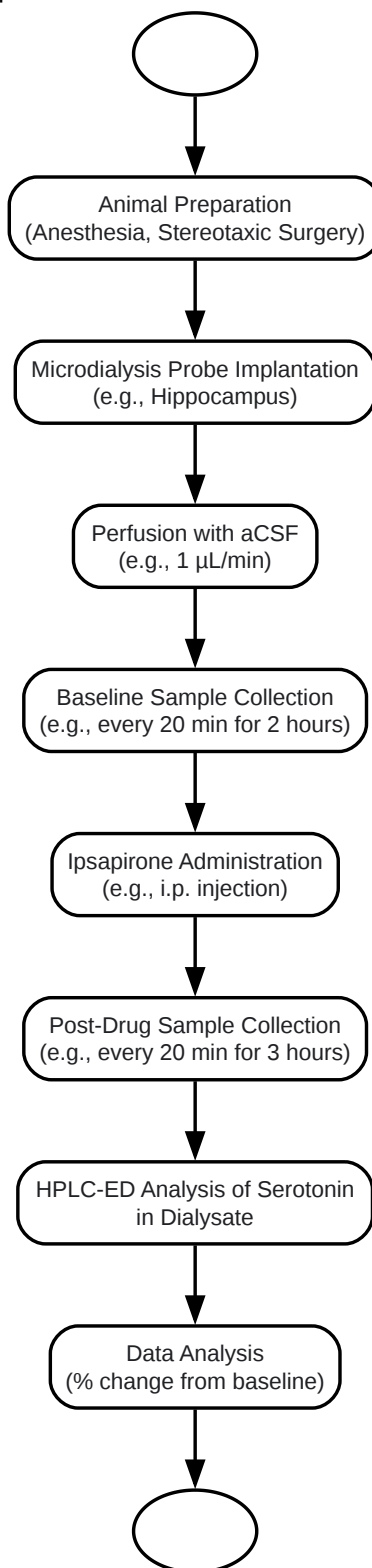 Animal Preparation
(Anesthesia, Stereotaxic Surgery)
Microdialysis Probe Implantation
(e.g., Hippocampus)
Perfusion with aCSF
(e.g., 1 µL/min)
Baseline Sample Collection
(e.g., every 20 min for 2 hours)
Ipsapirone Administration
(e.g., i.p. injection)
Post-Drug Sample Collection
(e.g., every 20 min for 3 hours)
HPLC-ED Analysis of Serotonin
in Dialysate
Data Analysis
(% change from baseline)